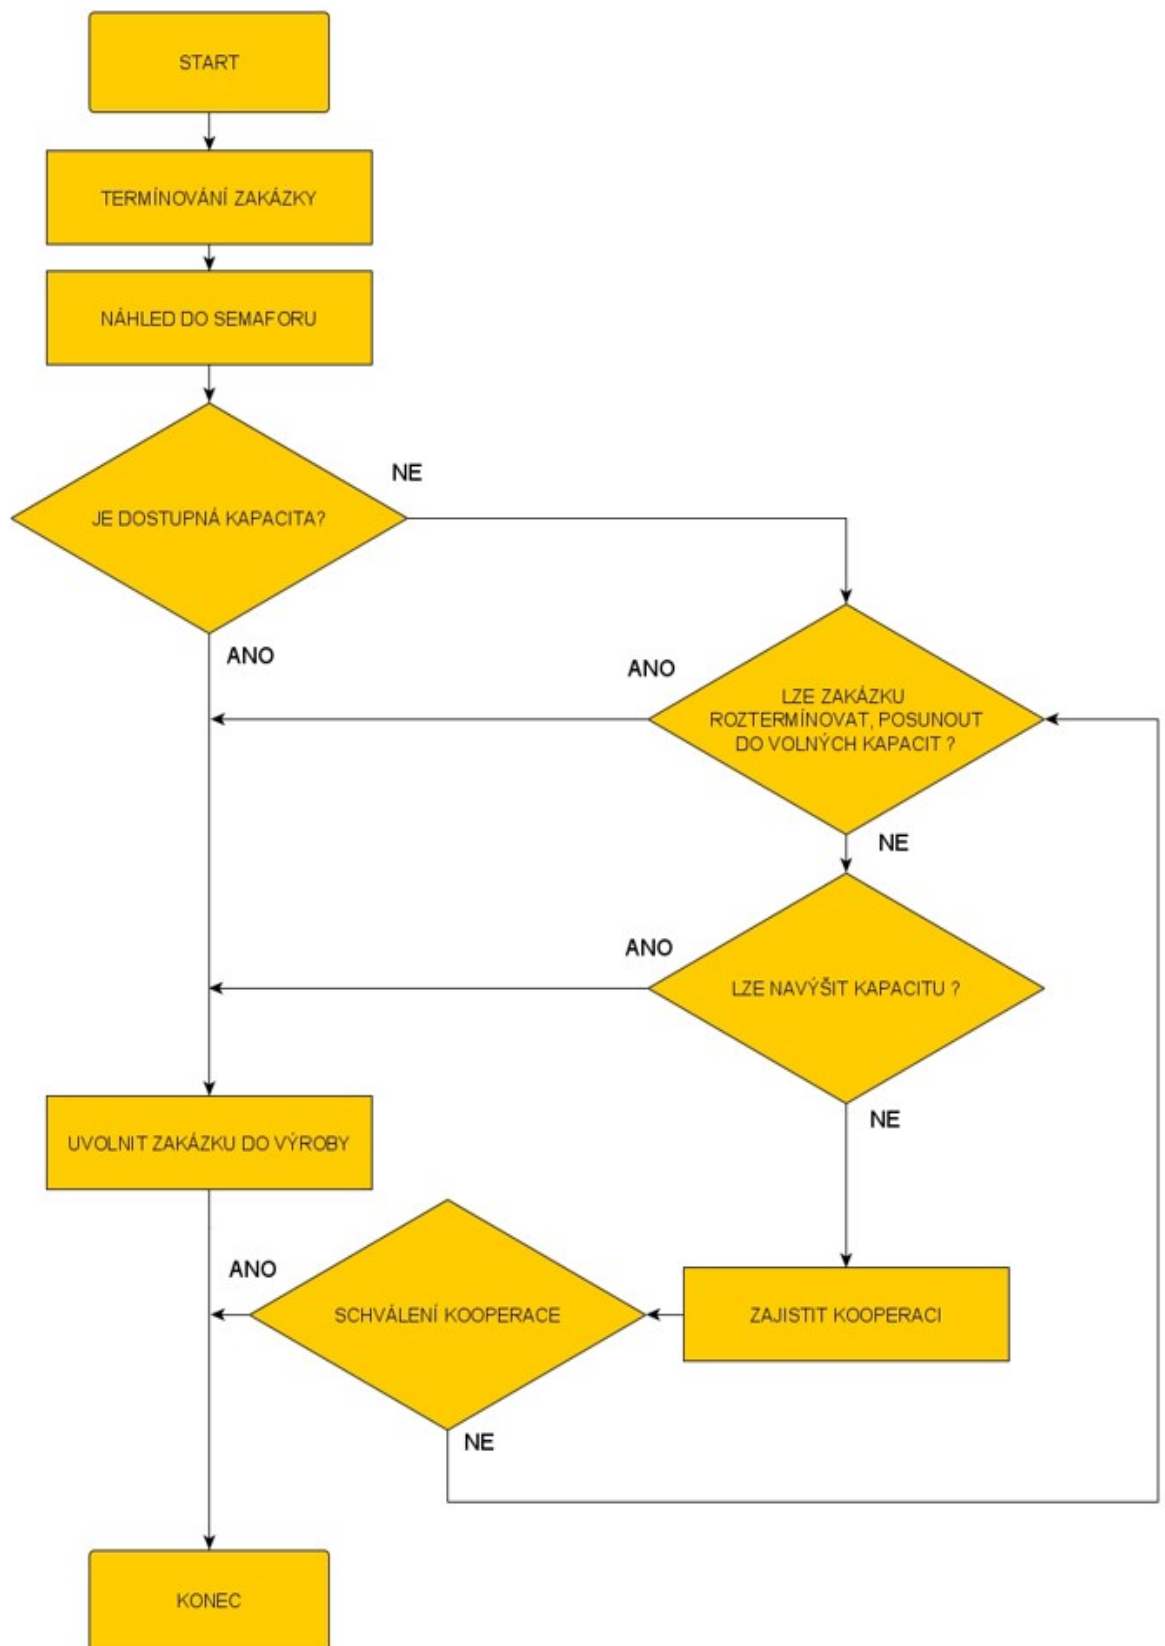 START
TERMÍNOVÁNÍ ZAKÁZKY
NÁHLED DO SEMAFORU
NE
JE DOSTUPNÁ KAPACITA?
ANO
ANO
LZE ZAKÁZKU
ROZTERMÍNOVAT, POSUNOUT
DO VOLNÝCH KAPACIT ?
NE
ANO
LZE NAVÝŠIT KAPACITU ?
NE
UVOLNIT ZAKÁZKU DO VÝROBY
ANO
SCHVÁLENÍ KOOPERACE
ZAJISTIT KOOPERACI
NE
KONEC